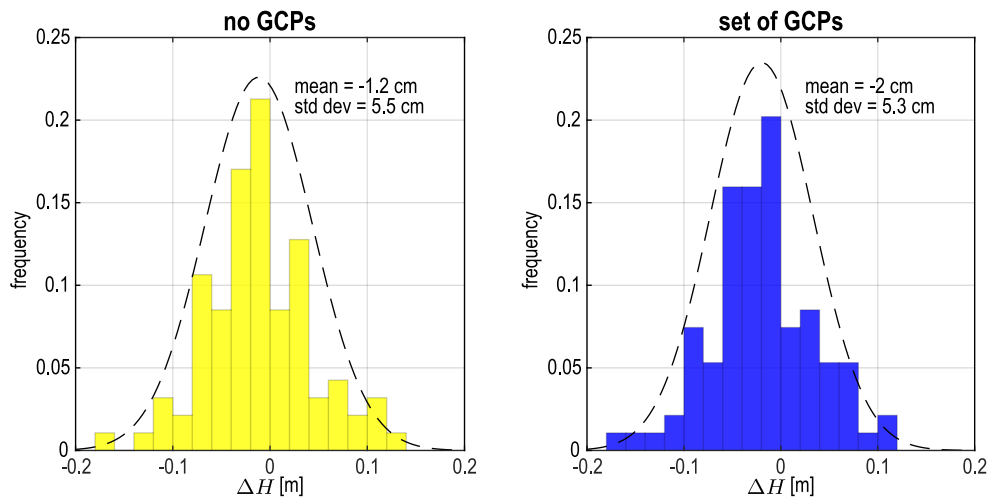 no GCPs
0.25
0.2
0.15
0.1
0.05
0
frequency
mean = -1.2 cm
std dev = 5.5 cm
-0.2
-0.1
0
0.1
0.2
ΔH [m]
set of GCPs
0.25
0.2
0.15
0.1
0.05
0
frequency
mean = -2 cm
std dev = 5.3 cm
-0.2
-0.1
0
0.1
0.2
ΔH [m]